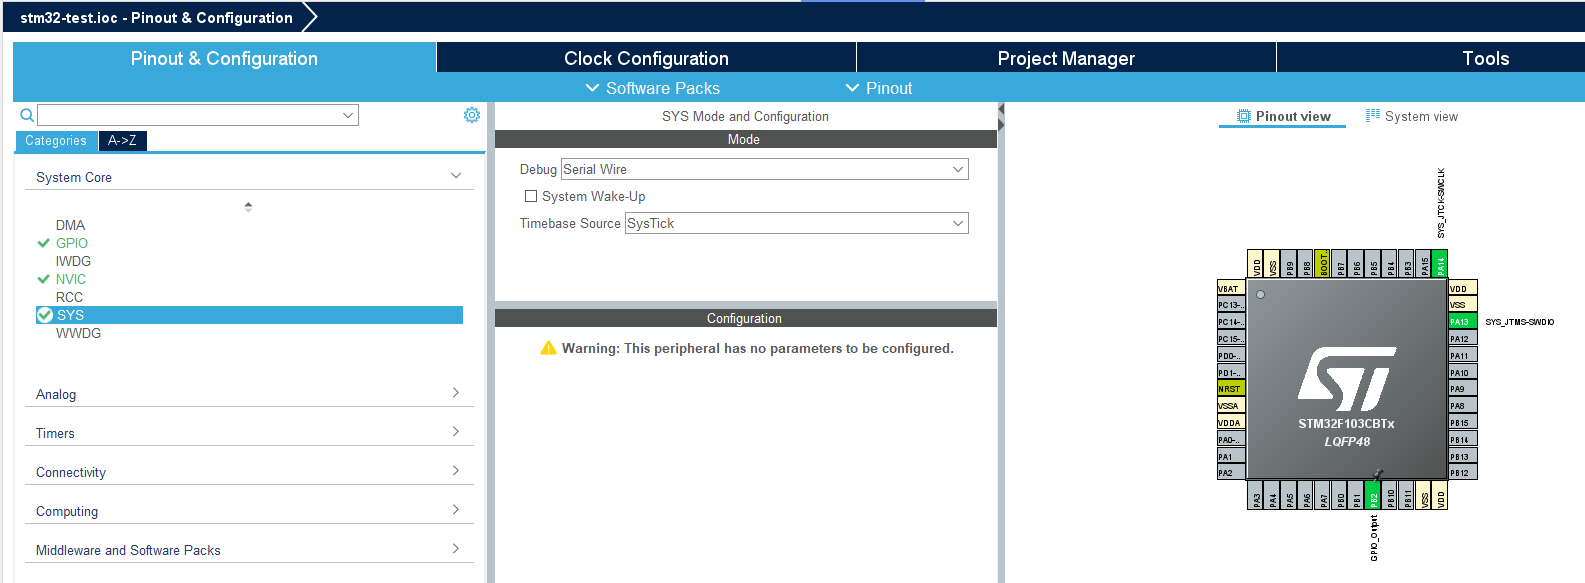 stm32-test.ioc - Pinout & Configuration
Pinout & Configuration
Clock Configuration
Project Manager
Tools
Software Packs
Pinout
Categories
A->Z
System Core
DMA
GPIO
IWDG
NVIC
RCC
SYS
WWDG
Analog
Timers
Connectivity
Computing
Middleware and Software Packs
SYS Mode and Configuration
Mode
Debug Serial Wire
System Wake-Up
Timebase Source SysTick
Configuration
Warning: This peripheral has no parameters to be configured.
Pinout view
System view
SYS_JTCK-SWCLK
VDD
VSS
PB9
PB8
BOOT..
PB7
PB6
PB5
PB4
PB3
PA15
PA14
VBAT
PC13-..
PC14-..
PC15-..
PD0-..
PD1-..
NRST
VSSA
VDDA
PA0-..
PA1
PA2
VDD
VSS
PA13 SYS_JTMS-SWDIO
PA12
PA11
PA10
PA9
PA8
PB15
PB14
PB13
PB12
ST
STM32F103CBTx
LQFP48
PA3
PA4
PA5
PA6
PA7
PB0
PB1
PB2
PB10
PB11
VSS
VDD
GPIO_Output